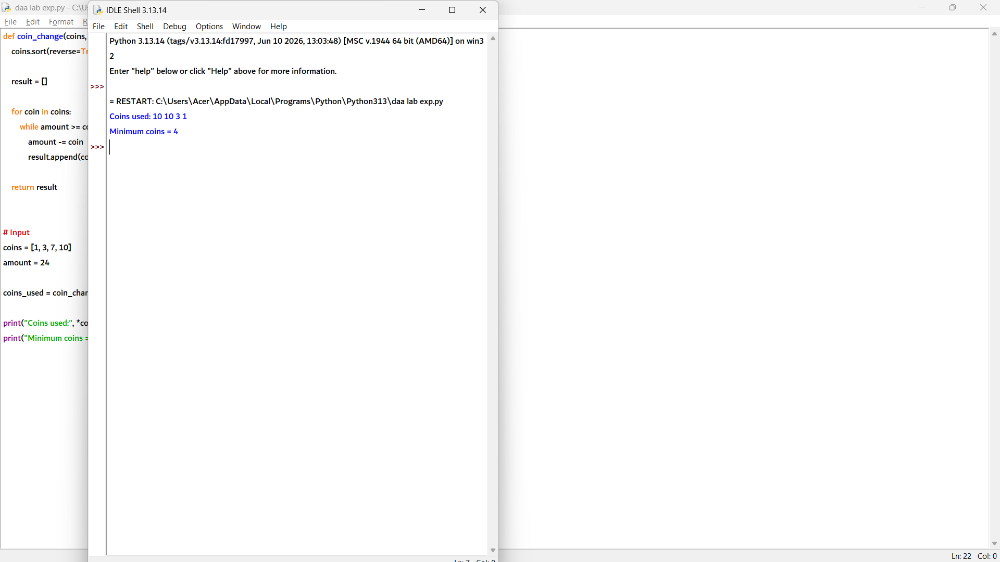 daa lab exp.py - C:\Us
File Edit Format R
def coin_change(coins,
coins.sort(reverse=Tr
result = []
for coin in coins:
while amount >= co
amount -= coin
result.append(co
return result
# Input
coins = [1, 3, 7, 10]
amount = 24
coins_used = coin_chan
print("Coins used:", *co
print("Minimum coins =
IDLE Shell 3.13.14
File Edit Shell Debug Options Window Help
Python 3.13.14 (tags/v3.13.14:fd17997, Jun 10 2026, 13:03:48) [MSC v.1944 64 bit (AMD64)] on win3
2
Enter "help" below or click "Help" above for more information.
>>>
= RESTART: C:\Users\Acer\AppData\Local\Programs\Python\Python313\daa lab exp.py
Coins used: 10 10 3 1
Minimum coins = 4
>>>
Ln: 7 Col: 0
Ln: 22 Col: 0